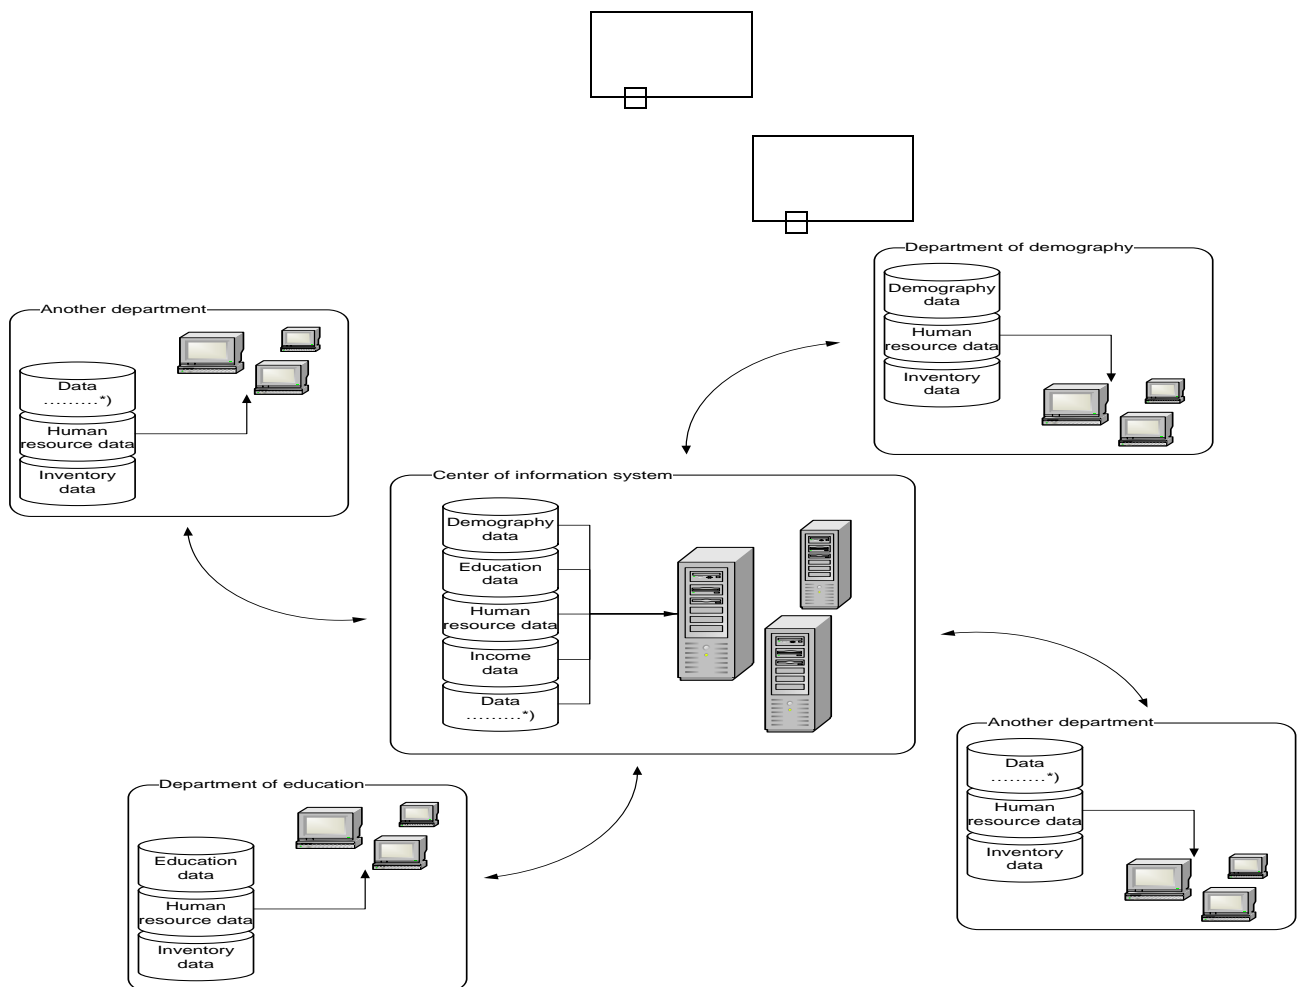 Department of demography
Demography
data
Human
resource data
Inventory
data
Another department
Data
.........*)
Human
resource data
Inventory
data
Center of information system
Demography
data
Education
data
Human
resource data
Income
data
Data
.........*)
Another department
Data
.........*)
Human
resource data
Inventory
data
Department of education
Education
data
Human
resource data
Inventory
data